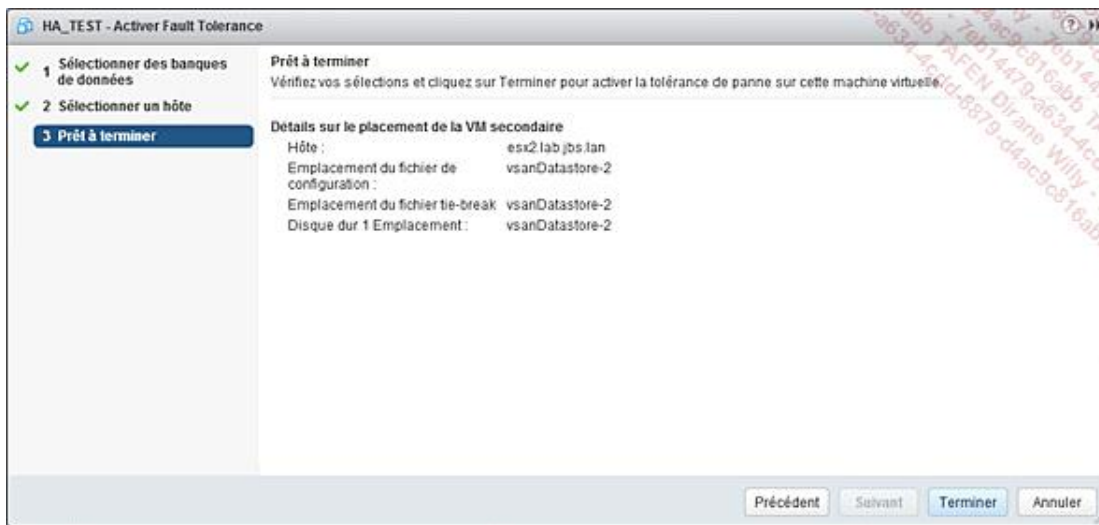 HA_TEST - Activer Fault Tolerance
1 Sélectionner des banques
de données
2 Sélectionner un hôte
3 Prêt à terminer
Prêt à terminer
Vérifiez vos sélections et cliquez sur Terminer pour activer la tolérance de panne sur cette machine virtuelle.
Détails sur le placement de la VM secondaire
Hôte : esx2.lab.jbs.lan
Emplacement du fichier de vsanDatastore-2
configuration :
Emplacement du fichier tie-break vsanDatastore-2
Disque dur 1 Emplacement : vsanDatastore-2
Précédent Suivant Terminer Annuler